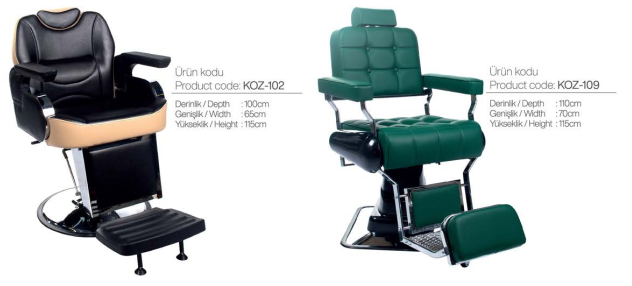 Ürün kodu
Product code: KOZ-102
Derinlik / Depth : 100cm
Genişlik / Width : 65cm
Yükseklik / Height : 115cm
Ürün kodu
Product code: KOZ-109
Derinlik / Depth : 110cm
Genişlik / Width : 70cm
Yükseklik / Height : 115cm